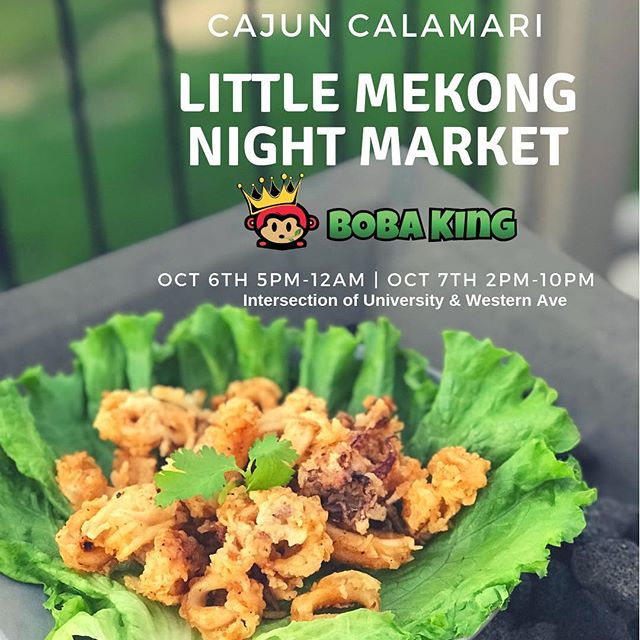 CAJUN CALAMARI
LITTLE MEKONG
NIGHT MARKET
BOBA KING
OCT 6TH 5PM-12AM | OCT 7TH 2PM-10PM
Intersection of University & Western Ave